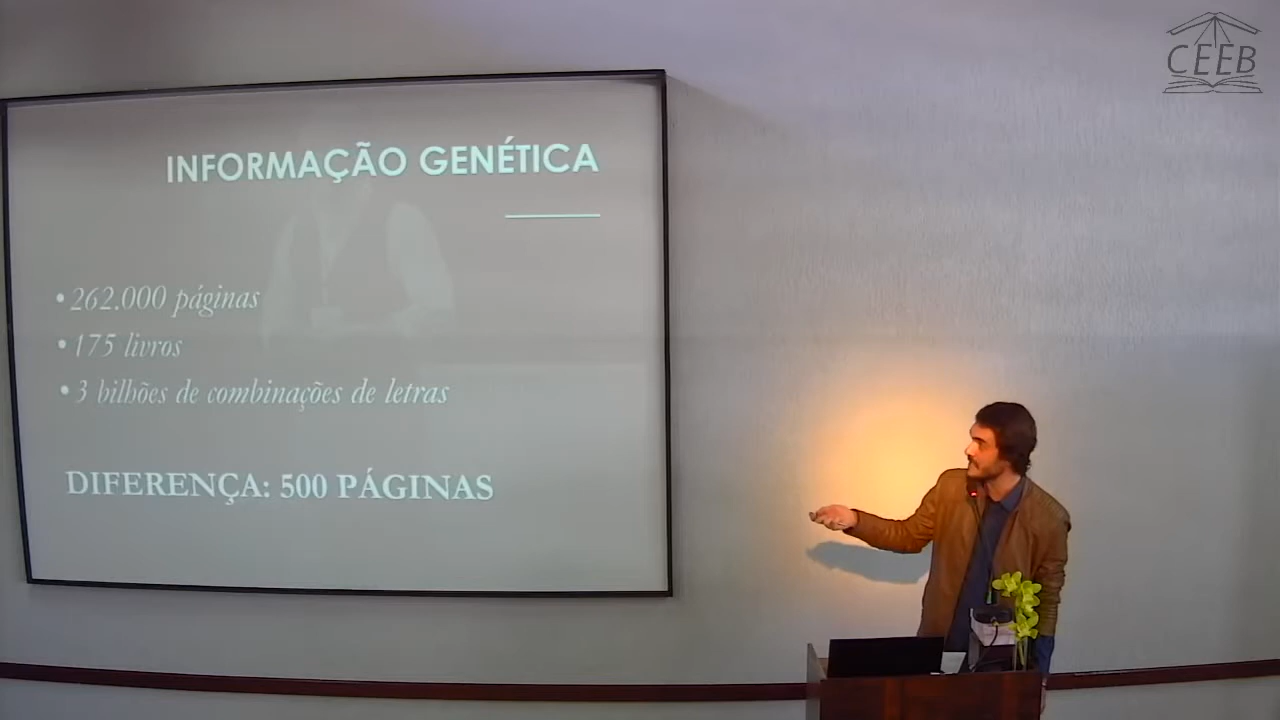 CEEB
INFORMAÇÃO GENÉTICA
• 262.000 páginas
• 175 livros
• 3 bilhões de combinações de letras
DIFERENÇA: 500 PÁGINAS